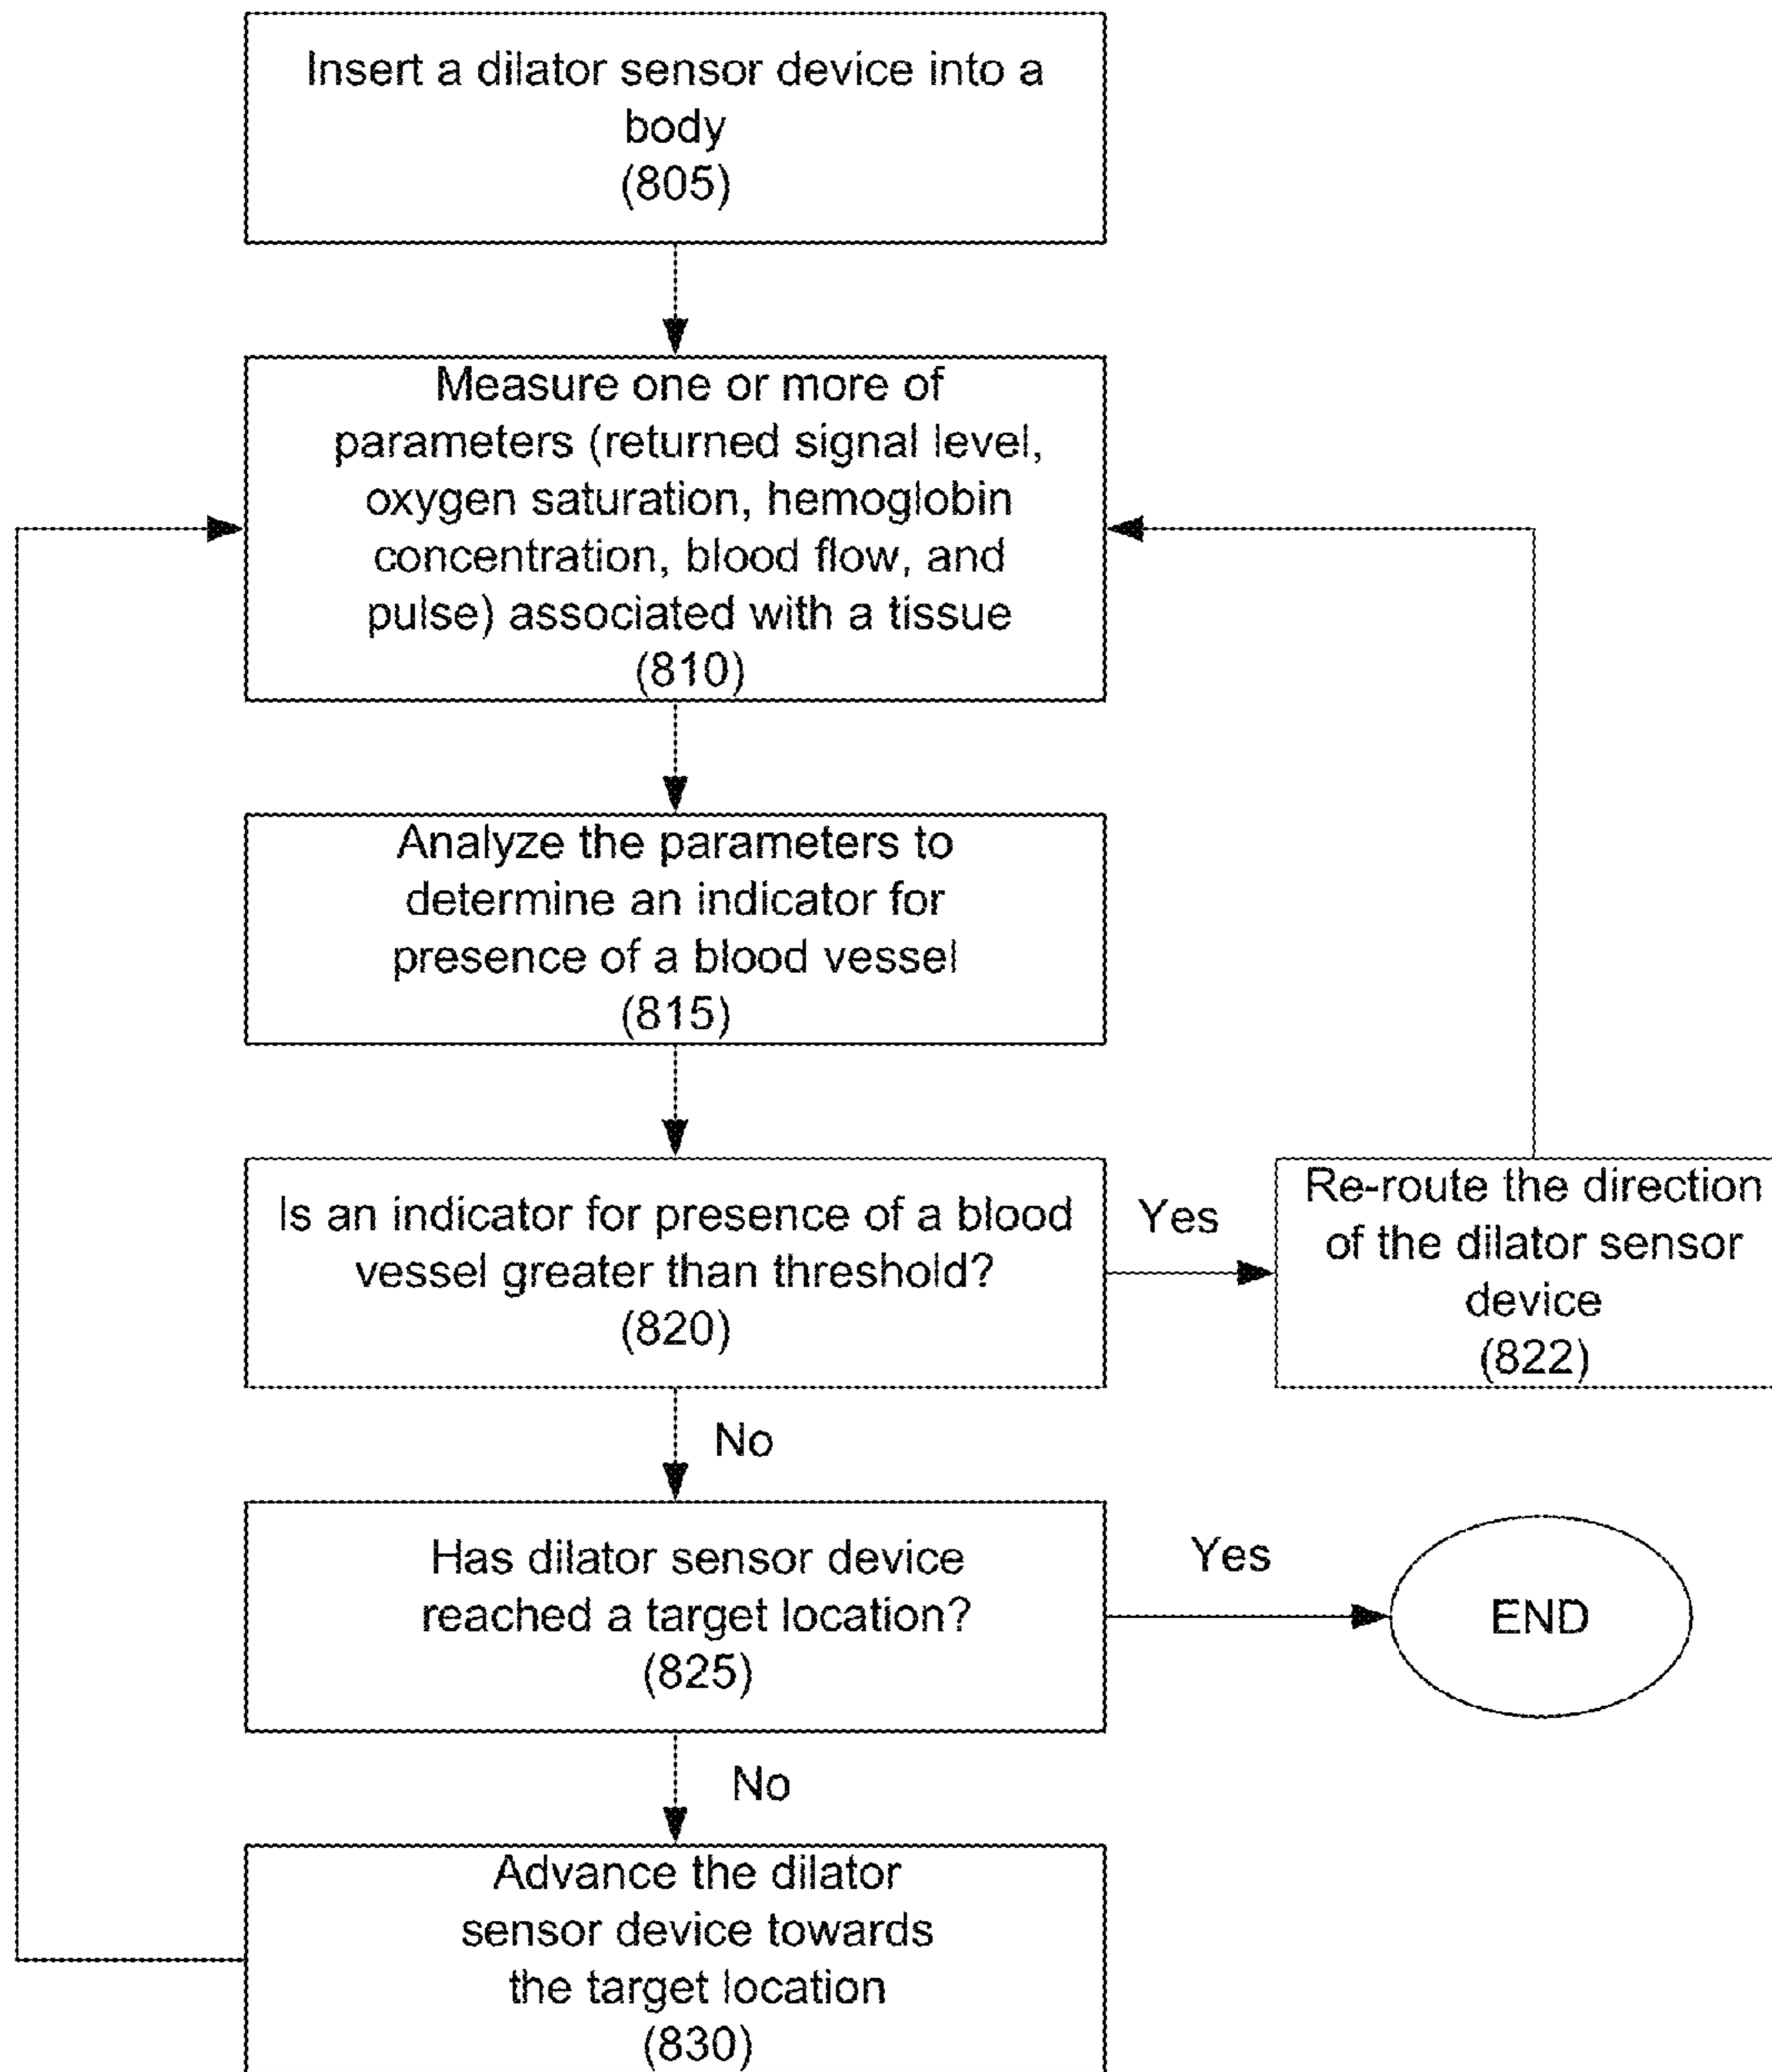 Insert a dilator sensor device into a
body
(805)
Measure one or more of
parameters (returned signal level,
oxygen saturation, hemoglobin
concentration, blood flow, and
pulse) associated with a tissue
(810)
Analyze the parameters to
determine an indicator for
presence of a blood vessel
(815)
Is an indicator for presence of a blood
vessel greater than threshold?
(820)
Yes
Re-route the direction
of the dilator sensor
device
(822)
No
Has dilator sensor device
reached a target location?
(825)
Yes
END
No
Advance the dilator
sensor device towards
the target location
(830)